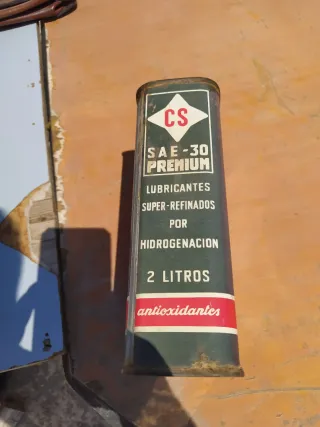 CS
SAE-30
PREMIUM
LUBRICANTES
SUPER-REFINADOS
POR
HIDROGENACION
2 LITROS
antioxidantes